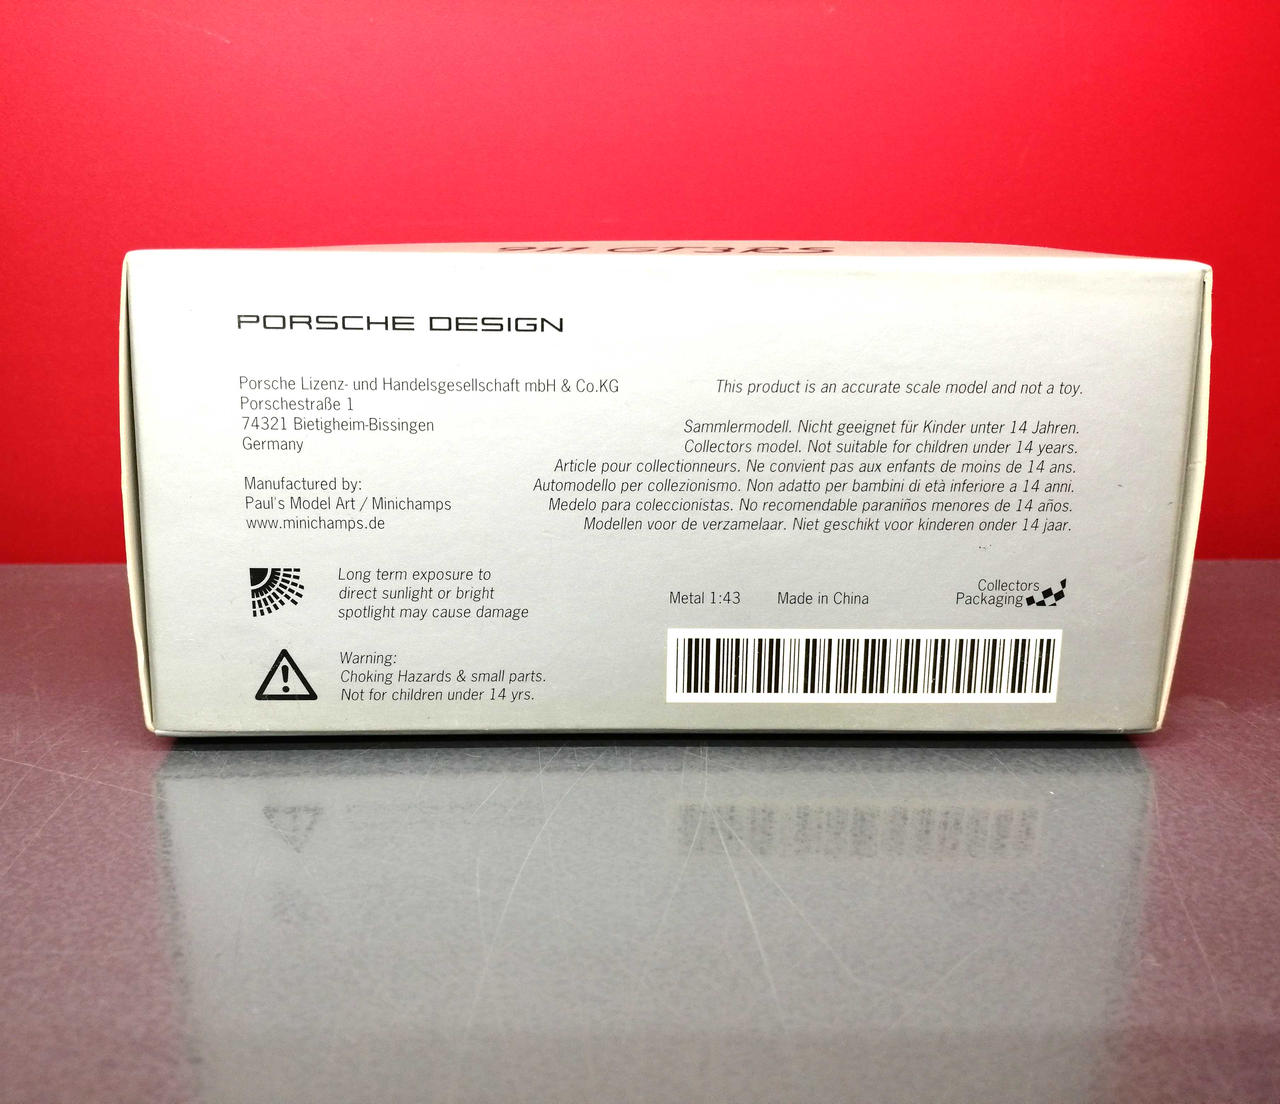 911 GT3RS
PORSCHE DESIGN
Porsche Lizenz- und Handelsgesellschaft mbH & Co.KG
Porschestraße 1
74321 Bietigheim-Bissingen
Germany
Manufactured by:
Paul's Model Art / Minichamps
www.minichamps.de
Long term exposure to
direct sunlight or bright
spotlight may cause damage
Warning:
Choking Hazards & small parts.
Not for children under 14 yrs.
This product is an accurate scale model and not a toy.
Sammlermodell. Nicht geeignet für Kinder unter 14 Jahren.
Collectors model. Not suitable for children under 14 years.
Article pour collectionneurs. Ne convient pas aux enfants de moins de 14 ans.
Automodello per collezionismo. Non adatto per bambini di età inferiore a 14 anni.
Medelo para coleccionistas. No recomendable paraniños menores de 14 años.
Modellen voor de verzamelaar. Niet geschikt voor kinderen onder 14 jaar.
Metal 1:43 Made in China
Collectors
Packaging